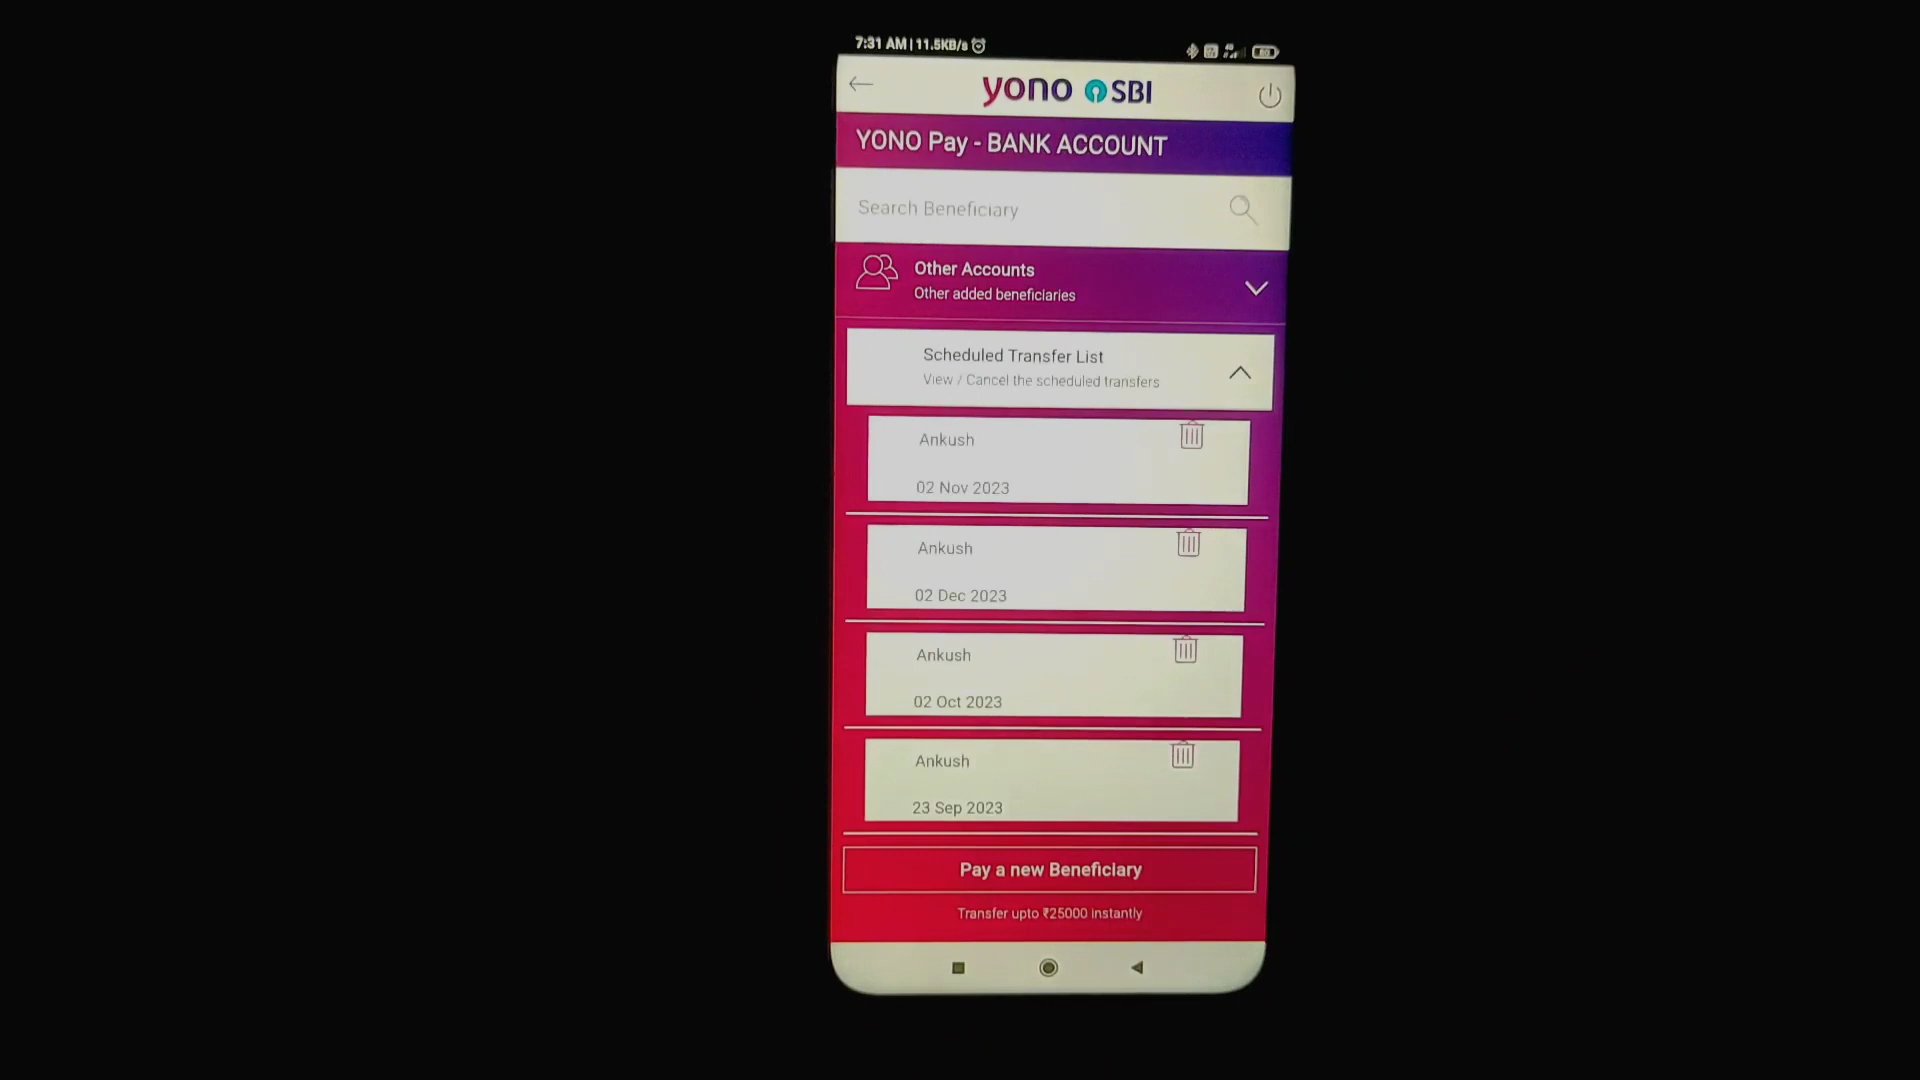 7:31 AM | 11.5KB/s
yono SBI
YONO Pay - BANK ACCOUNT
Search Beneficiary
Other Accounts
Other added beneficiaries
Scheduled Transfer List
View / Cancel the scheduled transfers
Ankush
02 Nov 2023
Ankush
02 Dec 2023
Ankush
02 Oct 2023
Ankush
23 Sep 2023
Pay a new Beneficiary
Transfer upto ₹25000 instantly